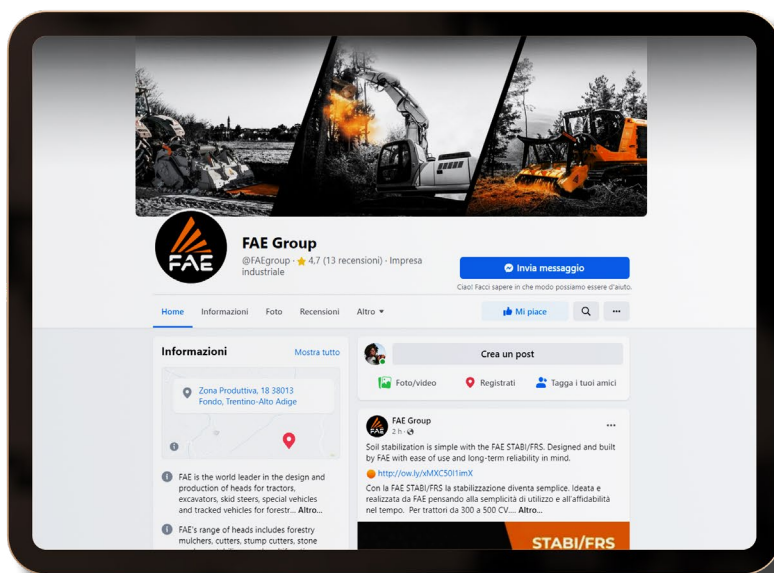 FAE
FAE Group
@FAEgroup · 4,7 (13 recensioni) · Impresa
industriale
Invia messaggio
Ciao! Facci sapere in che modo possiamo essere d'aiuto.
Home Informazioni Foto Recensioni Altro
Mi piace
Informazioni
Mostra tutto
Zona Produttiva, 18 38013
Fondo, Trentino-Alto Adige
FAE is the world leader in the design and
production of heads for tractors,
excavators, skid steers, special vehicles
and tracked vehicles for forestr... Altro...
FAE's range of heads includes forestry
mulchers, cutters, stump cutters, stone
Crea un post
Foto/video
Registrati
Tagga i tuoi amici
FAE
FAE Group
2 h ·
Soil stabilization is simple with the FAE STABI/FRS. Designed and built
by FAE with ease of use and long-term reliability in mind.
http://ow.ly/xMXC50I1imX
Con la FAE STABI/FRS la stabilizzazione diventa semplice. Ideata e
realizzata da FAE pensando alla semplicità di utilizzo e all'affidabilità
nel tempo. Per trattori da 300 a 500 CV.... Altro...
STABI/FRS